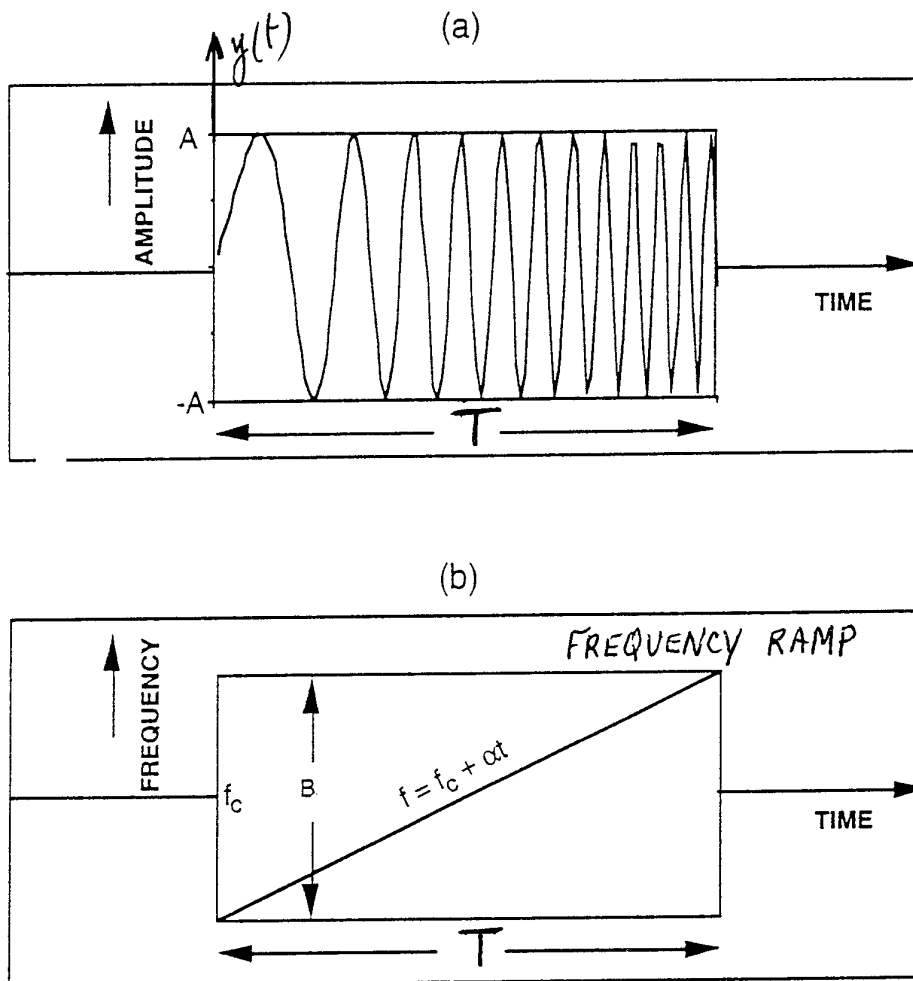 (a)
y(t)
A
AMPLITUDE
TIME
-A
T
(b)
FREQUENCY RAMP
FREQUENCY
f = f_c + αt
f_c
B
TIME
T